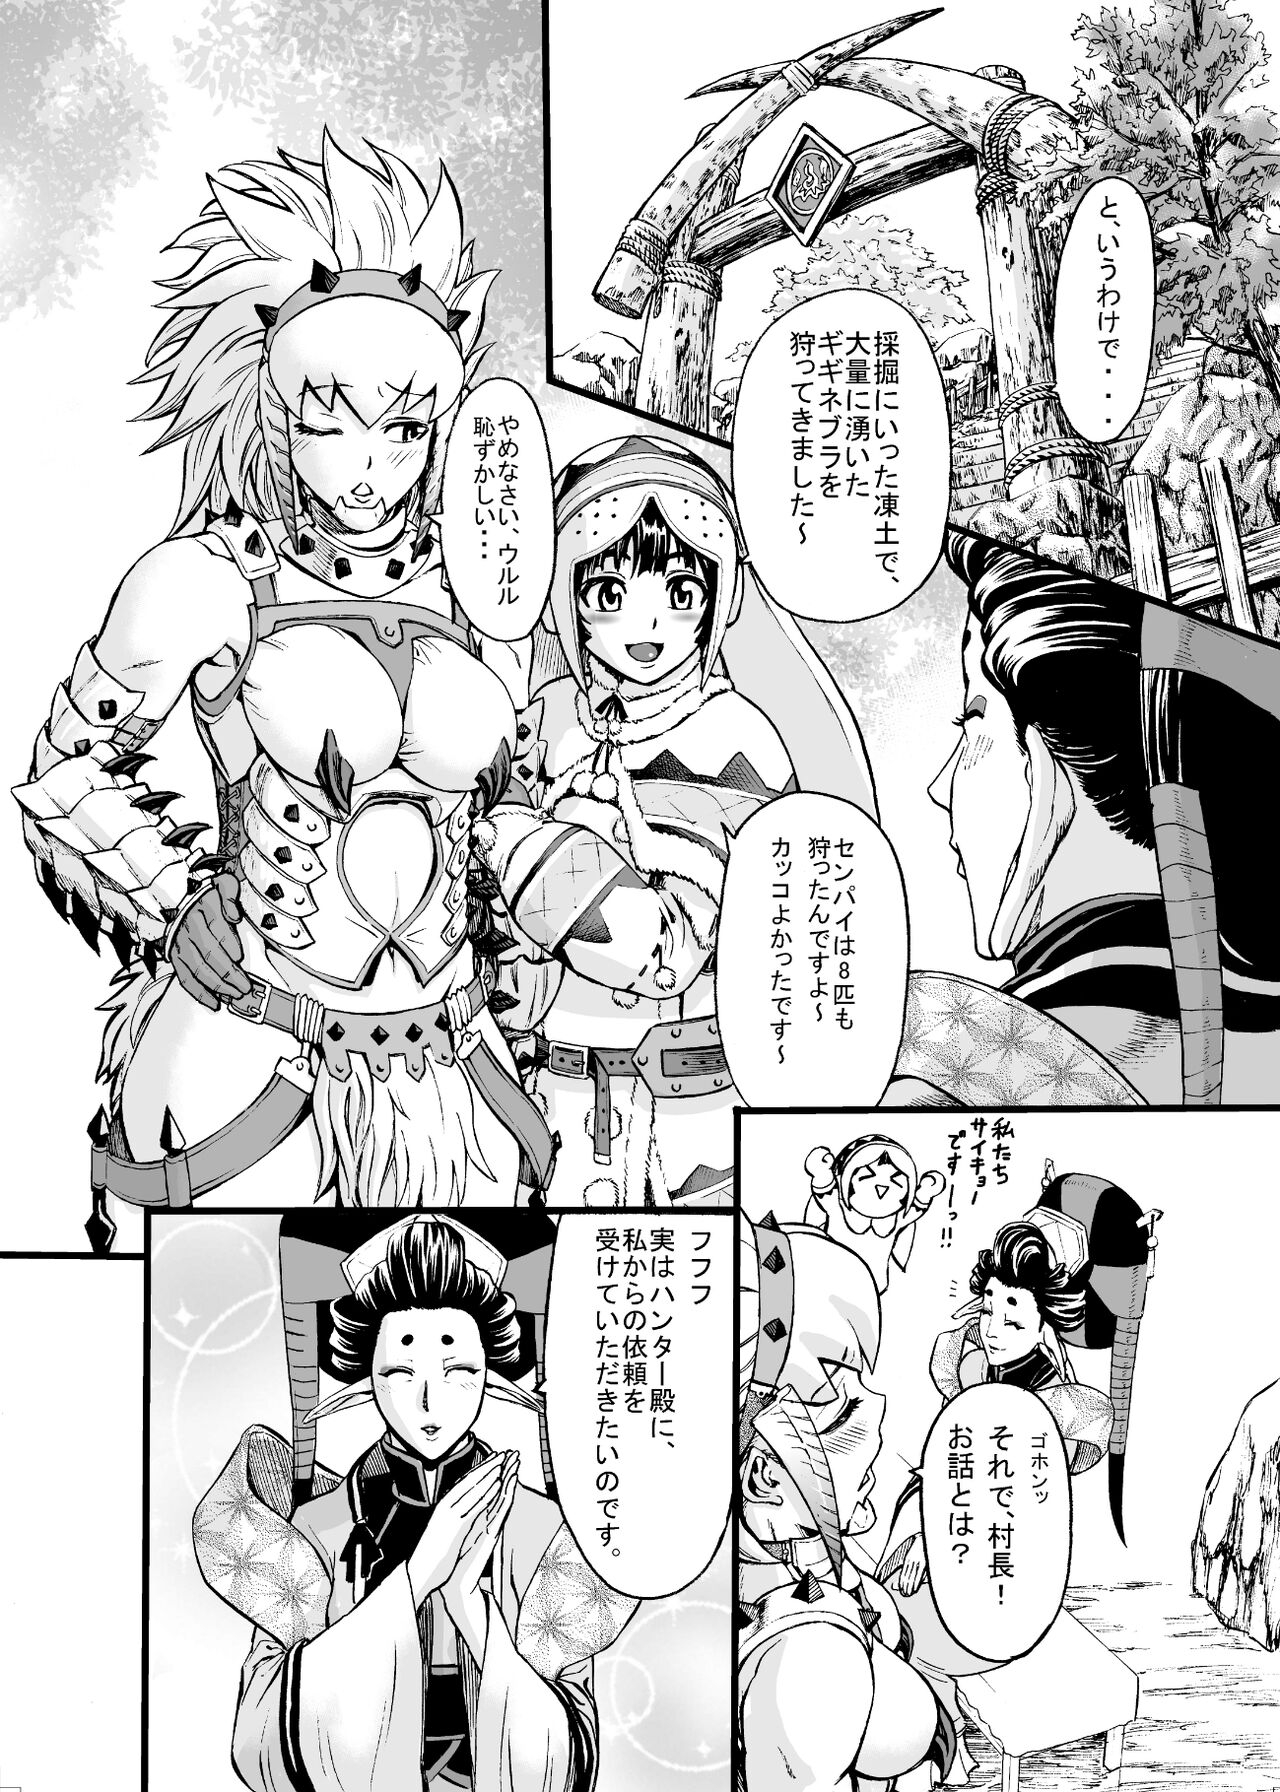 と、いうわけで・・・
採掘にいった凍土で、
大量に湧いた
ギギネブラを
狩ってきました～
やめなさい、ウルル
恥ずかしい・・・
センパイは８匹も
狩ったんですよ～
カッコよかったです～
私たち
サイキョー
ですーっ!!
ゴホンッ
それで、村長！
お話とは？
フフフ
実はハンター殿に、
私からの依頼を
受けていただきたいのです。